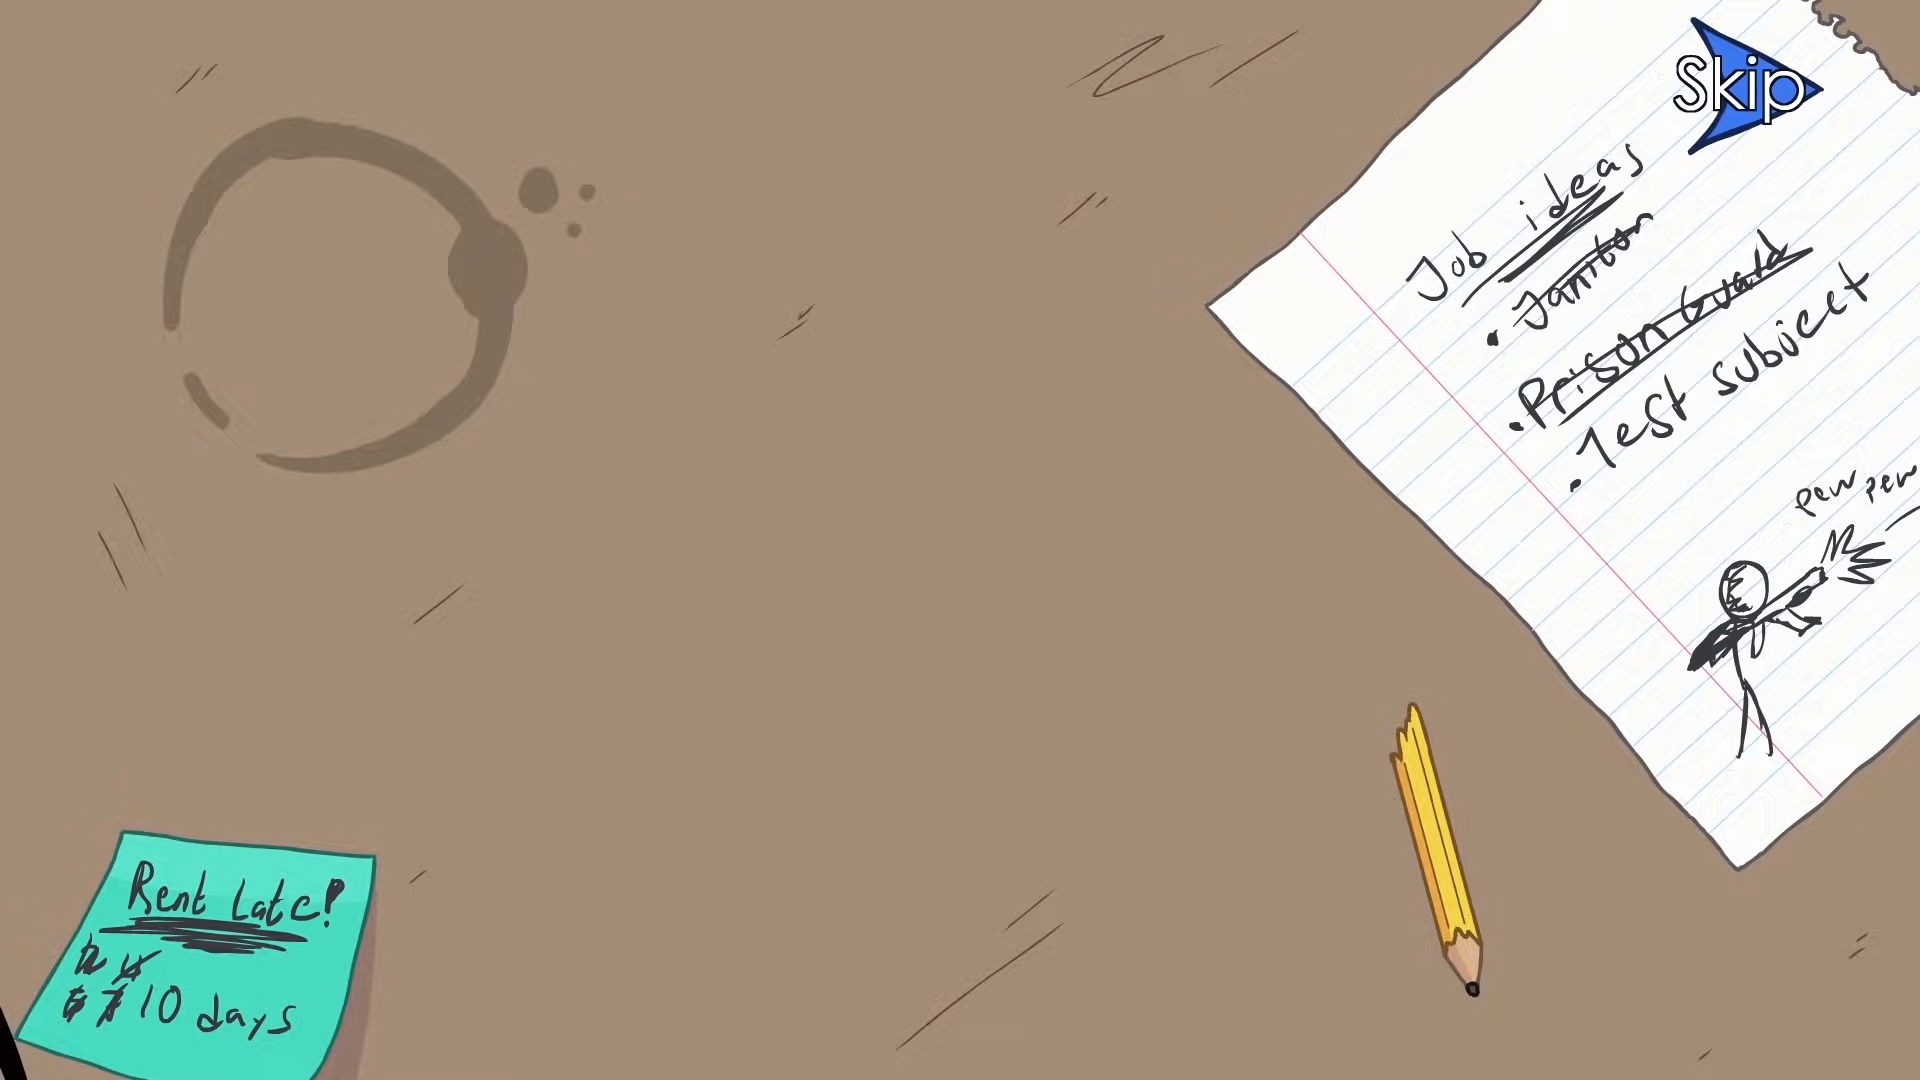 Skip
Job ideas
• Janitor
• Prison Guard
• Test subject
pew pew
Rent Late!
10 days